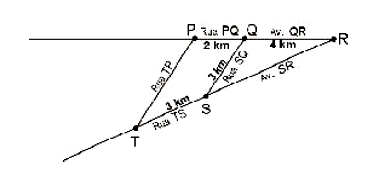 P Rua PQ Q Av. QR R
2 km 4 km
Rua TP
3 km
Rua SQ
Av. SR
3 km
Rua TS
S
T